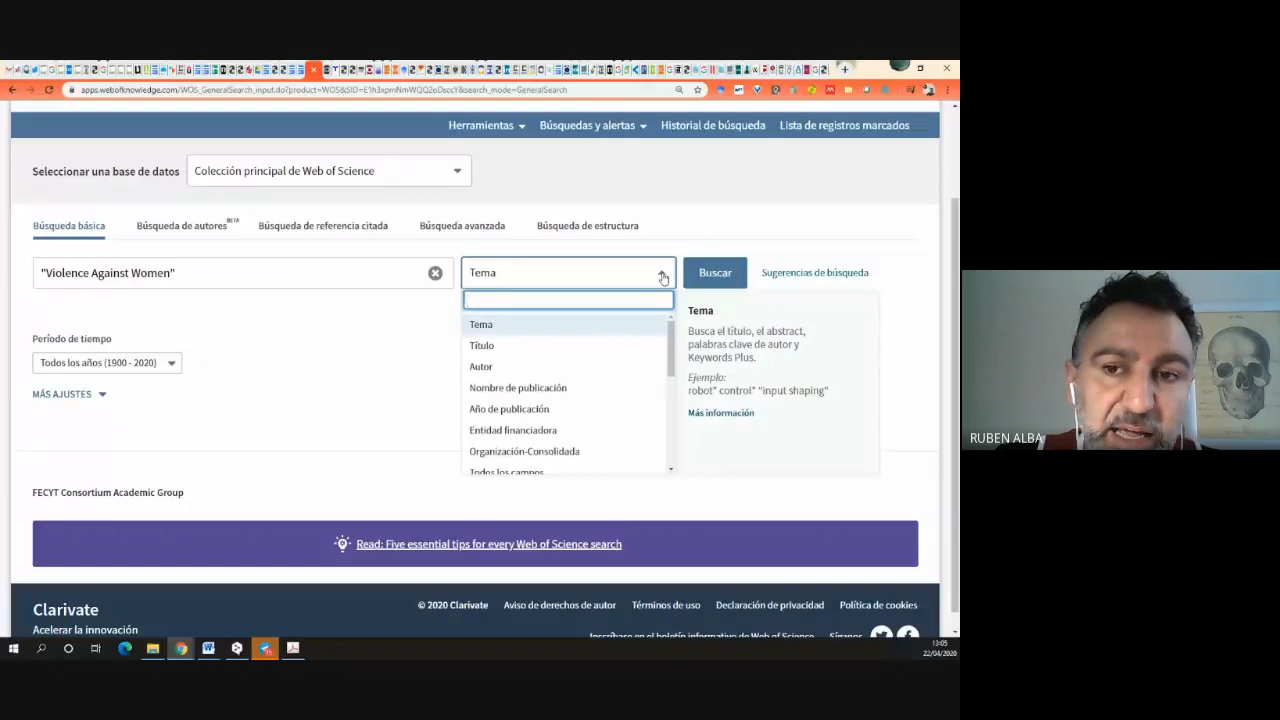 apps.webofknowledge.com/WOS_GeneralSearch_input.do?product=WOS&SID=E1h3xpmNmWQQ2oDsccY&search_mode=GeneralSearch
Herramientas
Búsquedas y alertas
Historial de búsqueda
Lista de registros marcados
Seleccionar una base de datos
Colección principal de Web of Science
Búsqueda básica
Búsqueda de autores BETA
Búsqueda de referencia citada
Búsqueda avanzada
Búsqueda de estructura
"Violence Against Women"
Tema
Buscar
Sugerencias de búsqueda
Tema
Título
Autor
Nombre de publicación
Año de publicación
Entidad financiadora
Organización-Consolidada
Todos los campos
Tema
Busca el título, el abstract,
palabras clave de autor y
Keywords Plus.
Ejemplo:
robot* control* "input shaping"
Más información
Período de tiempo
Todos los años (1900 - 2020)
MÁS AJUSTES
FECYT Consortium Academic Group
Read: Five essential tips for every Web of Science search
Clarivate
Acelerar la innovación
© 2020 Clarivate
Aviso de derechos de autor
Términos de uso
Declaración de privacidad
Política de cookies
Inscríbase en el boletín informativo de Web of Science
Síganos
13:05
22/04/2020
RUBEN ALBA